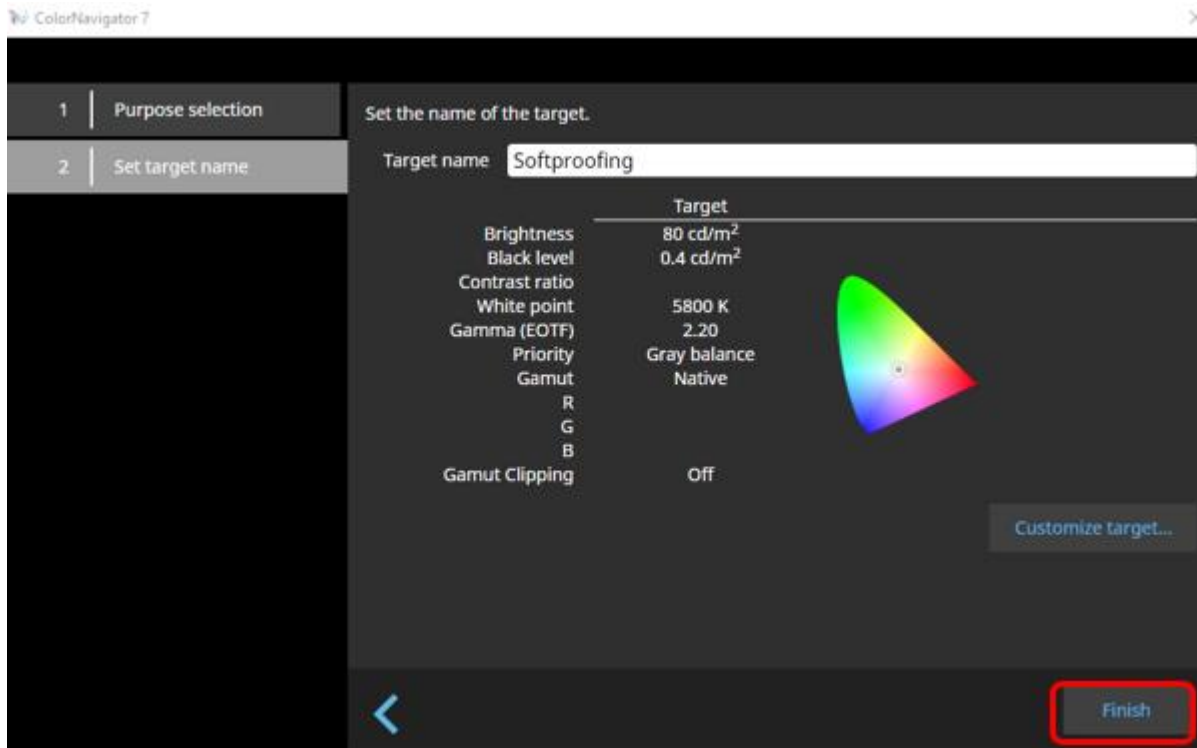 ColorNavigator 7
1 Purpose selection
2 Set target name
Set the name of the target.
Target name Softproofing
Target
Brightness 80 cd/m²
Black level 0.4 cd/m²
Contrast ratio
White point 5800 K
Gamma (EOTF) 2.20
Priority Gray balance
Gamut Native
R
G
B
Gamut Clipping Off
Customize target...
Finish